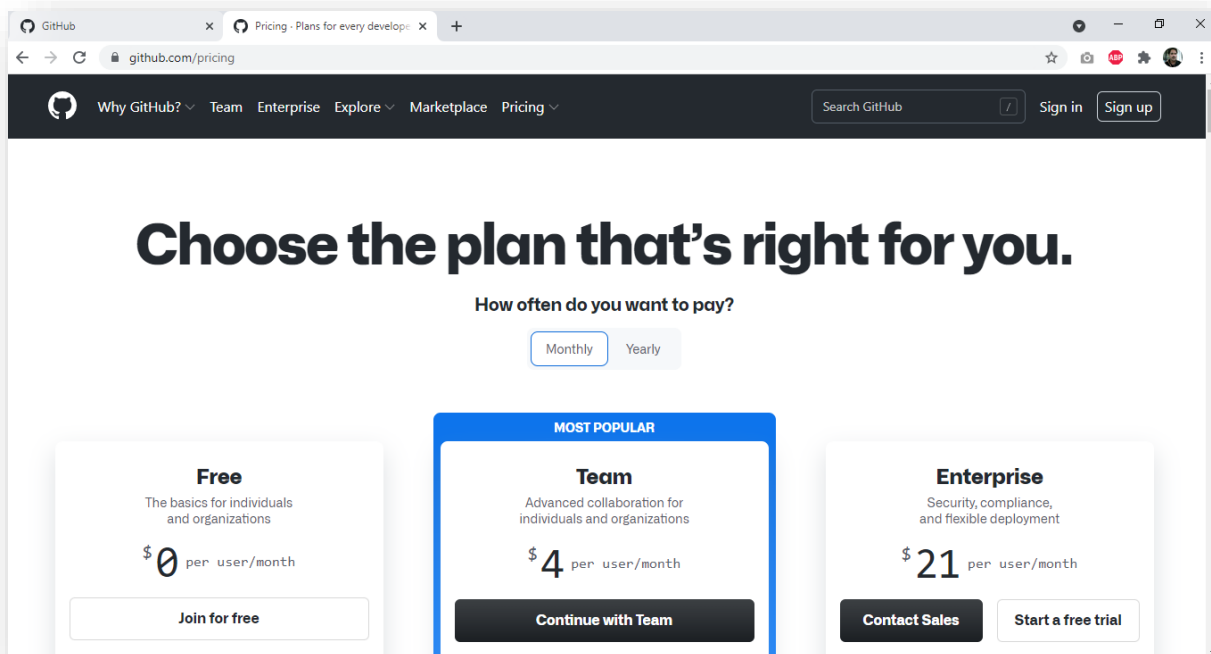 GitHub
Pricing · Plans for every develope
github.com/pricing
ABP
Why GitHub? Team Enterprise Explore Marketplace Pricing
Search GitHub /
Sign in
Sign up
Choose the plan that’s right for you.
How often do you want to pay?
Monthly Yearly
MOST POPULAR
Free
The basics for individuals
and organizations
$0 per user/month
Join for free
Team
Advanced collaboration for
individuals and organizations
$4 per user/month
Continue with Team
Enterprise
Security, compliance,
and flexible deployment
$21 per user/month
Contact Sales
Start a free trial